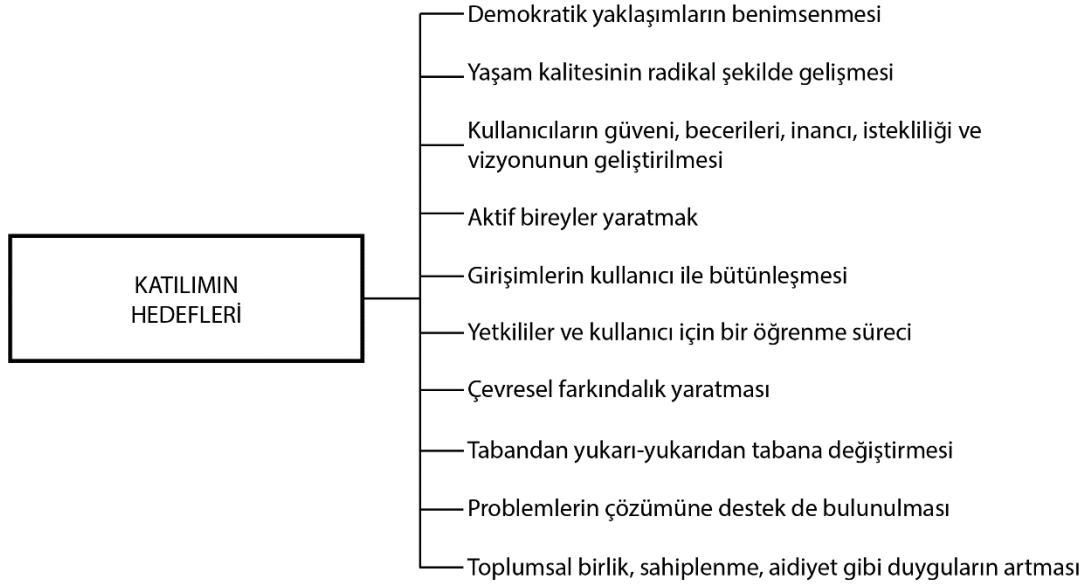 Demokratik yaklaşımların benimsenmesi
Yaşam kalitesinin radikal şekilde gelişmesi
Kullanıcıların güveni, becerileri, inancı, istekliliği ve
vizyonunun geliştirilmesi
Aktif bireyler yaratmak
KATILIMIN
HEDEFLERİ
Girişimlerin kullanıcı ile bütünleşmesi
Yetkililer ve kullanıcı için bir öğrenme süreci
Çevresel farkındalık yaratması
Tabandan yukarı-yukarıdan tabana değiştirmesi
Problemlerin çözümüne destek de bulunulması
Toplumsal birlik, sahiplenme, aidiyet gibi duyguların artması